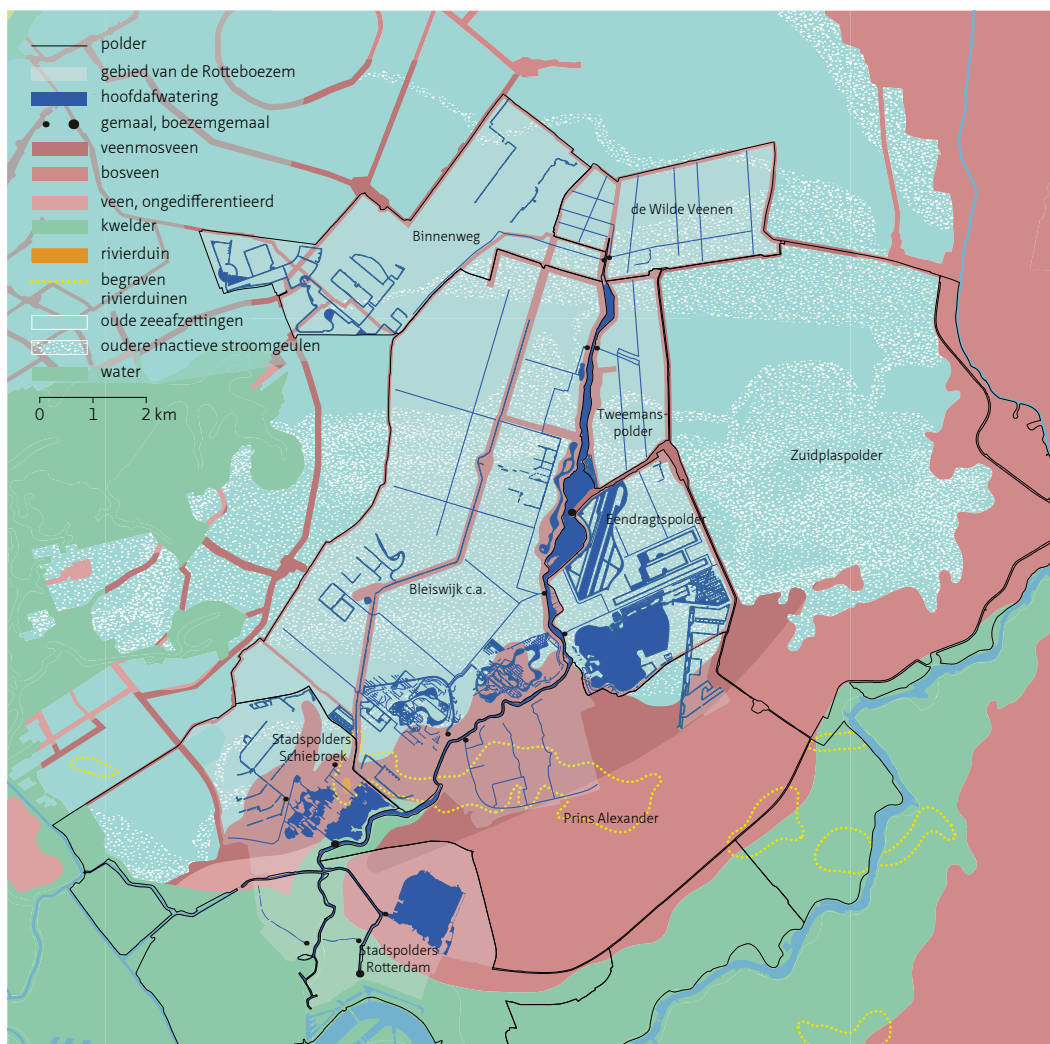 polder
gebied van de Rotteboezem
hoofdafwatering
gemaal, boezemgemaal
veenmosveen
bosveen
veen, ongedifferentieerd
kwelder
rivierduin
begraven
rivierduinen
oude zeeafzettingen
oudere inactieve stroomgeulen
water
0 1 2 km
de Wilde Veenen
Binnenweg
Tweemans-
polder
Zuidplaspolder
Eendragtspolder
Bleiswijk c.a.
Stadspolders
Schiebroek
Prins Alexander
Stadspolders
Rotterdam